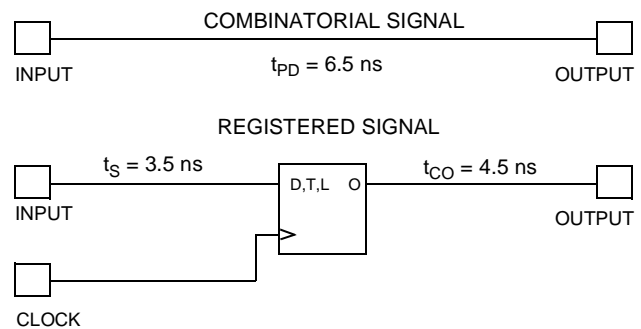 COMBINATORIAL SIGNAL
INPUT
tPD = 6.5 ns
OUTPUT
REGISTERED SIGNAL
tS = 3.5 ns
D,T,L O
tCO = 4.5 ns
INPUT
OUTPUT
CLOCK